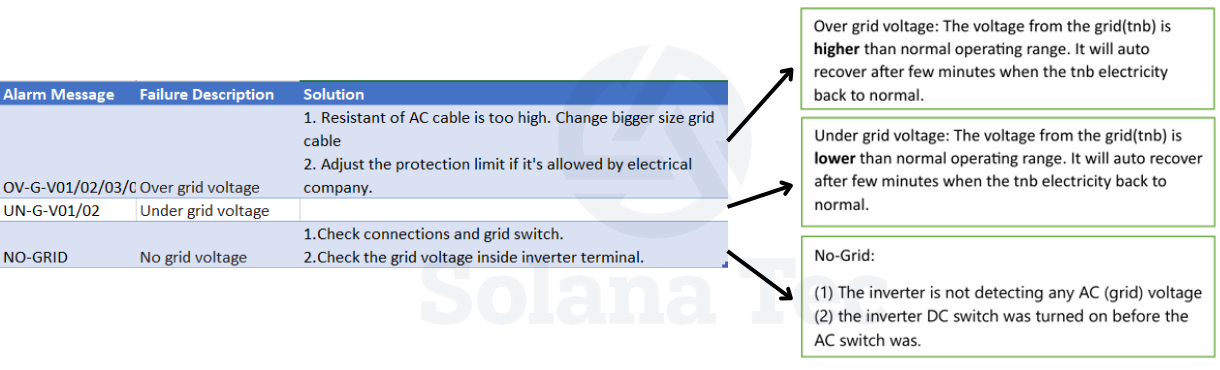 Alarm Message Failure Description Solution
1. Resistant of AC cable is too high. Change bigger size grid
cable
2. Adjust the protection limit if it's allowed by electrical
OV-G-V01/02/03/0 Over grid voltage company.
UN-G-V01/02 Under grid voltage
1.Check connections and grid switch.
NO-GRID No grid voltage 2.Check the grid voltage inside inverter terminal.
Over grid voltage: The voltage from the grid(tnb) is
higher than normal operating range. It will auto
recover after few minutes when the tnb electricity
back to normal.
Under grid voltage: The voltage from the grid(tnb) is
lower than normal operating range. It will auto recover
after few minutes when the tnb electricity back to
normal.
No-Grid:
(1) The inverter is not detecting any AC (grid) voltage
(2) the inverter DC switch was turned on before the
AC switch was.
Solana Tec